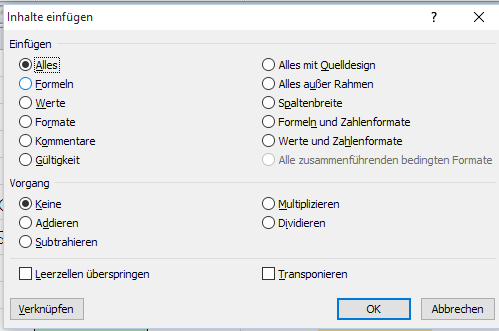 Inhalte einfügen
?
Einfügen
Alles
Alles mit Quelldesign
Formeln
Alles außer Rahmen
Werte
Spaltenbreite
Formate
Formeln und Zahlenformate
Kommentare
Werte und Zahlenformate
Gültigkeit
Alle zusammenführenden bedingten Formate
Vorgang
Keine
Multiplizieren
Addieren
Dividieren
Subtrahieren
Leerzellen überspringen
Transponieren
Verknüpfen
OK
Abbrechen